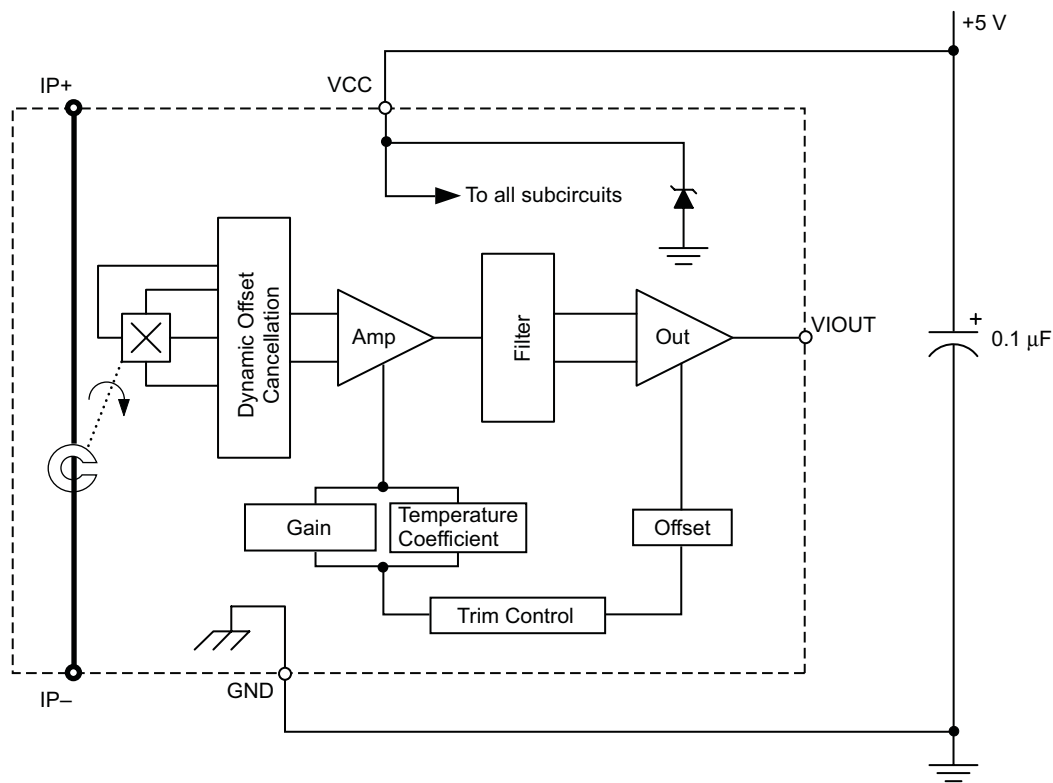 +5 V
VCC
IP+
To all subcircuits
Dynamic Offset
Cancellation
Amp
Filter
Out
VIOUT
+
0.1 µF
Gain
Temperature
Coefficient
Offset
Trim Control
GND
IP–